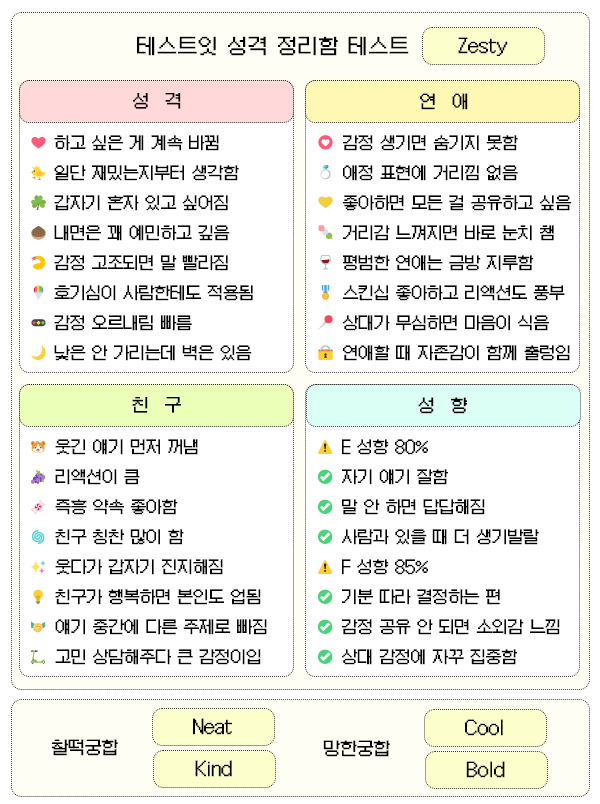 테스트잇 성격 정리함 테스트 Zesty
성 격
하고 싶은 게 계속 바뀜
일단 재밌는지부터 생각함
갑자기 혼자 있고 싶어짐
내면은 꽤 예민하고 깊음
감정 고조되면 말 빨라짐
호기심이 사람한테도 적용됨
감정 오르내림 빠름
낯은 안 가리는데 벽은 있음
연 애
감정 생기면 숨기지 못함
애정 표현에 거리낌 없음
좋아하면 모든 걸 공유하고 싶음
거리감 느껴지면 바로 눈치 챔
평범한 연애는 금방 지루함
스킨십 좋아하고 리액션도 풍부
상대가 무심하면 마음이 식음
연애할 때 자존감이 함께 출렁임
친 구
웃긴 얘기 먼저 꺼냄
리액션이 큼
즉흥 약속 좋아함
친구 칭찬 많이 함
웃다가 갑자기 진지해짐
친구가 행복하면 본인도 업됨
얘기 중간에 다른 주제로 빠짐
고민 상담해주다 큰 감정이입
성 향
E 성향 80%
자기 얘기 잘함
말 안 하면 답답해짐
사람과 있을 때 더 생기발랄
F 성향 85%
기분 따라 결정하는 편
감정 공유 안 되면 소외감 느낌
상대 감정에 자꾸 집중함
찰떡궁합
Neat
Kind
망한궁합
Cool
Bold